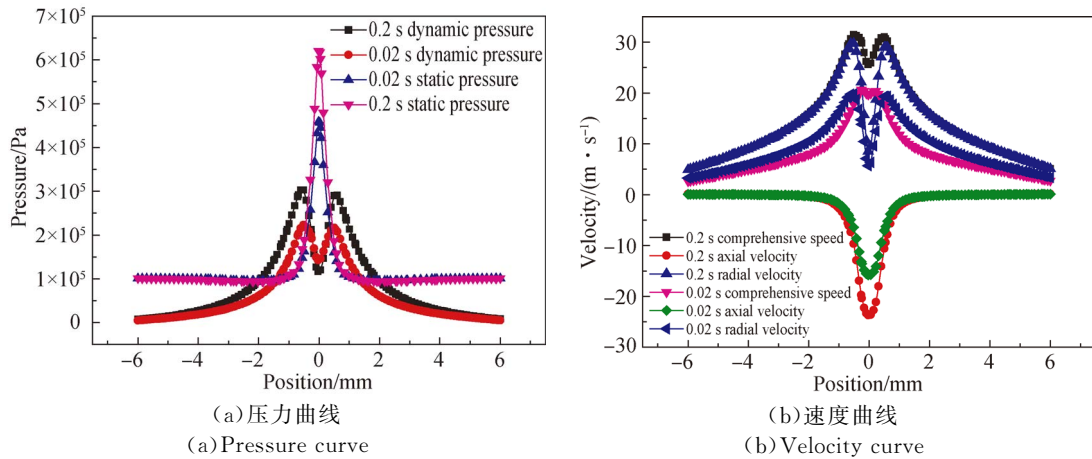 7×10⁵
6×10⁵
5×10⁵
4×10⁵
3×10⁵
2×10⁵
1×10⁵
0
Pressure/Pa
0.2 s dynamic pressure
0.02 s dynamic pressure
0.02 s static pressure
0.2 s static pressure
−6 −4 −2 0 2 4 6
Position/mm
(a)压力曲线
(a)Pressure curve
30
20
10
0
−10
−20
−30
Velocity/(m · s⁻¹)
0.2 s comprehensive speed
0.2 s axial velocity
0.2 s radial velocity
0.02 s comprehensive speed
0.02 s axial velocity
0.02 s radial velocity
−6 −4 −2 0 2 4 6
Position/mm
(b)速度曲线
(b)Velocity curve